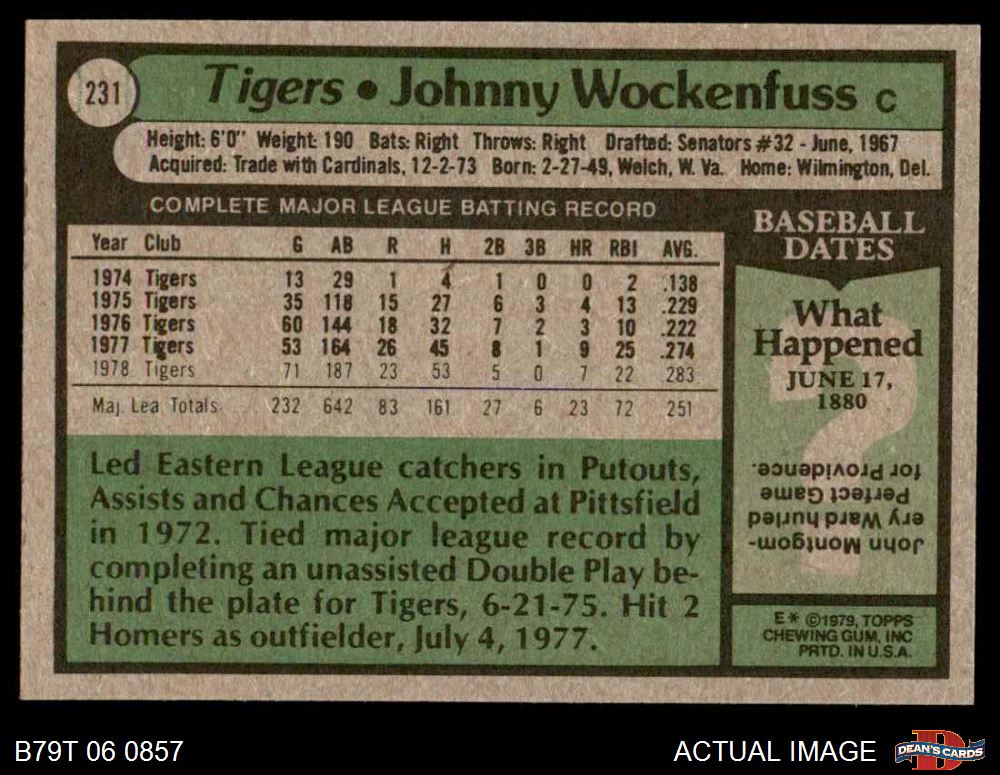 231
Tigers • Johnny Wockenfuss C
Height: 6'0" Weight: 190 Bats: Right Throws: Right Drafted: Senators #32 - June, 1967
Acquired: Trade with Cardinals, 12-2-73 Born: 2-27-49, Welch, W. Va. Home: Wilmington, Del.
COMPLETE MAJOR LEAGUE BATTING RECORD
Year Club G AB R H 2B 3B HR RBI AVG.
1974 Tigers 13 29 1 4 1 0 0 2 .138
1975 Tigers 35 118 15 27 6 3 4 13 .229
1976 Tigers 60 144 18 32 7 2 3 10 .222
1977 Tigers 53 164 26 45 8 1 9 25 .274
1978 Tigers 71 187 23 53 5 0 7 22 283
Maj. Lea Totals 232 642 83 161 27 6 23 72 251
Led Eastern League catchers in Putouts,
Assists and Chances Accepted at Pittsfield
in 1972. Tied major league record by
completing an unassisted Double Play be-
hind the plate for Tigers, 6-21-75. Hit 2
Homers as outfielder, July 4, 1977.
BASEBALL
DATES
What
Happened
JUNE 17,
1880
?
John Montgom-
ery Ward hurled
Perfect Game
for Providence.
E* ©1979, TOPPS
CHEWING GUM, INC
PRTD. IN U.S.A.
B79T 06 0857
ACTUAL IMAGE
DEAN'S CARDS